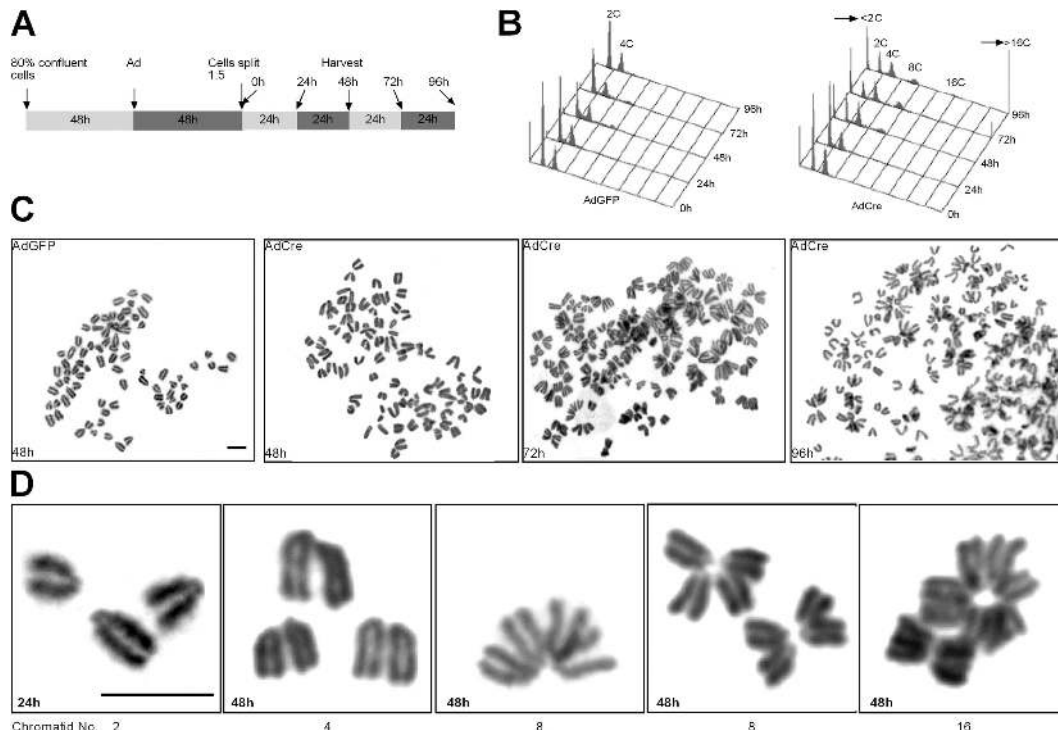 A
80% confluent cells
Ad
Cells split 1.5
0h
24h
Harvest
48h
72h
96h
48h
48h
24h
24h
24h
24h
B
2C
4C
96h
72h
48h
24h
0h
AdGFP
<2C
2C
4C
8C
16C
>16C
96h
72h
48h
24h
0h
AdCre
C
AdGFP
48h
AdCre
48h
AdCre
72h
AdCre
96h
D
24h
48h
48h
48h
48h
Chromatid No. 2 4 8 8 16